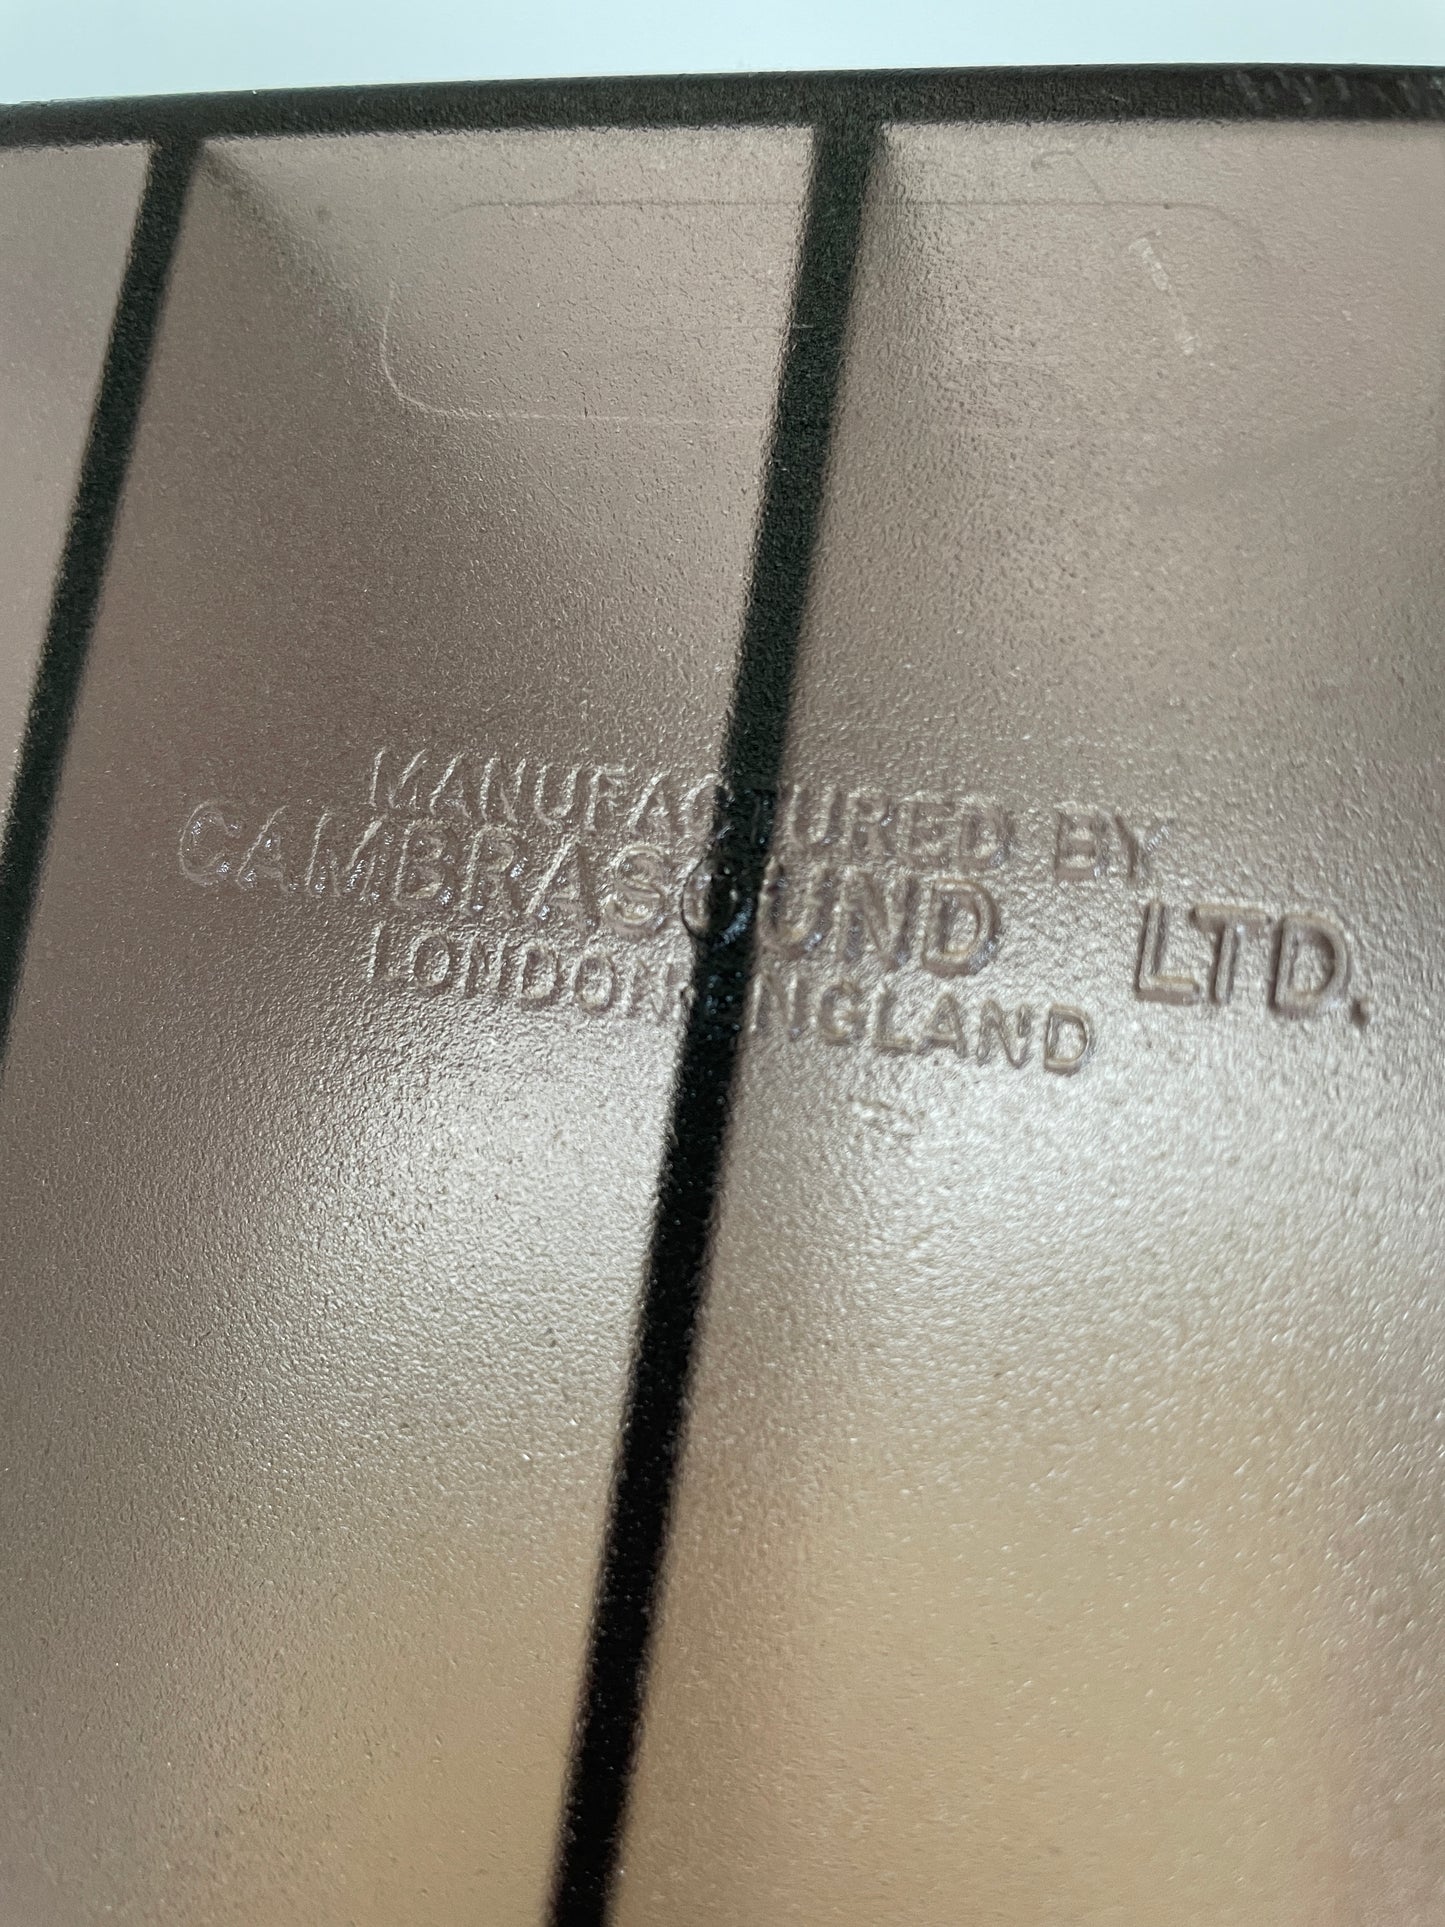 MANUFACTURED BY
CAMBRASOUND LTD.
LONDON ENGLAND